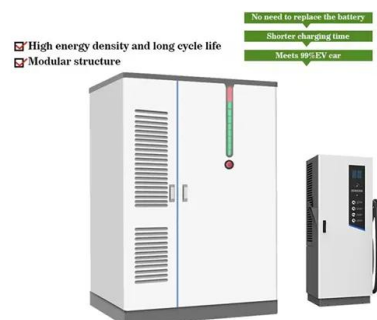 No need to replace the battery
Shorter charging time
Meets 99%EV car
High energy density and long cycle life
Modular structure